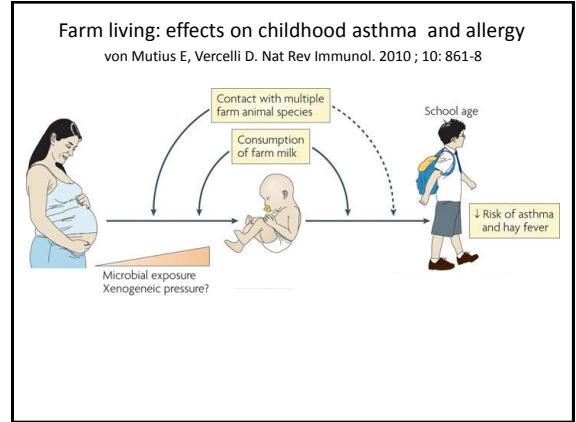 Farm living: effects on childhood asthma  and allergy
von Mutius E, Vercelli D. Nat Rev Immunol. 2010 ; 10: 861-8
Contact with multiple
farm animal species
School age
Consumption
of farm milk
↓ Risk of asthma
and hay fever
Microbial exposure
Xenogeneic pressure?